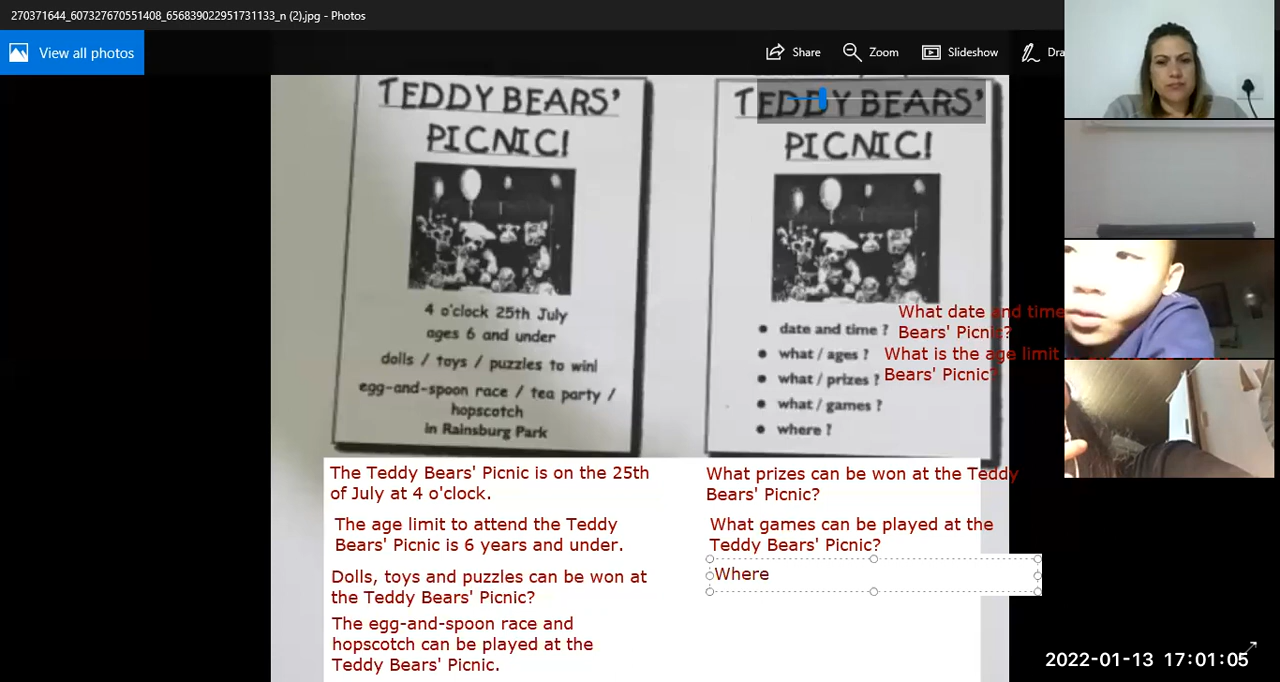 270371644_607327670551408_656839022951731133_n (2).jpg - Photos
View all photos
Share
Zoom
Slideshow
Dra
TEDDY BEARS'
PICNIC!
4 o'clock 25th July
ages 6 and under
dolls / toys / puzzles to win!
egg-and-spoon race / tea party /
hopscotch
in Rainsburg Park
TEDDY BEARS'
PICNIC!
date and time ?
what / ages ?
what / prizes ?
what / games ?
where ?
What date and time
Bears' Picnic?
What is the age limit
Bears' Picnic?
The Teddy Bears' Picnic is on the 25th
of July at 4 o'clock.
The age limit to attend the Teddy
Bears' Picnic is 6 years and under.
Dolls, toys and puzzles can be won at
the Teddy Bears' Picnic?
The egg-and-spoon race and
hopscotch can be played at the
Teddy Bears' Picnic.
What prizes can be won at the Teddy
Bears' Picnic?
What games can be played at the
Teddy Bears' Picnic?
Where
2022-01-13 17:01:05